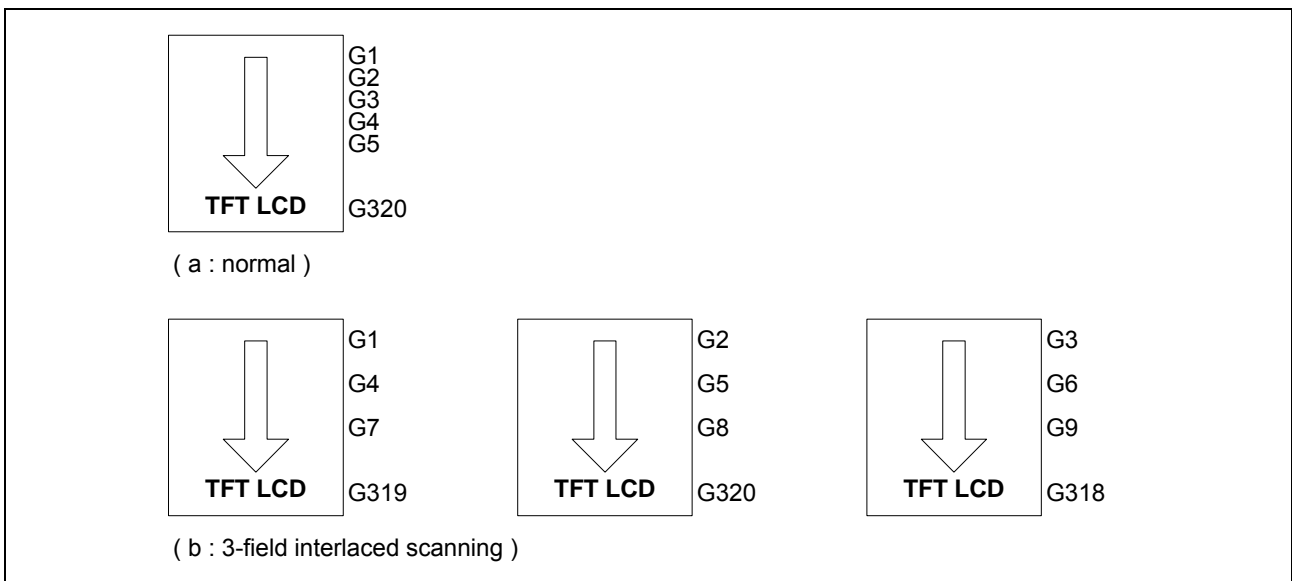 G1
G2
G3
G4
G5
TFT LCD G320
( a : normal )
G1 G2 G3
G4 G5 G6
G7 G8 G9
TFT LCD G319 TFT LCD G320 TFT LCD G318
( b : 3-field interlaced scanning )